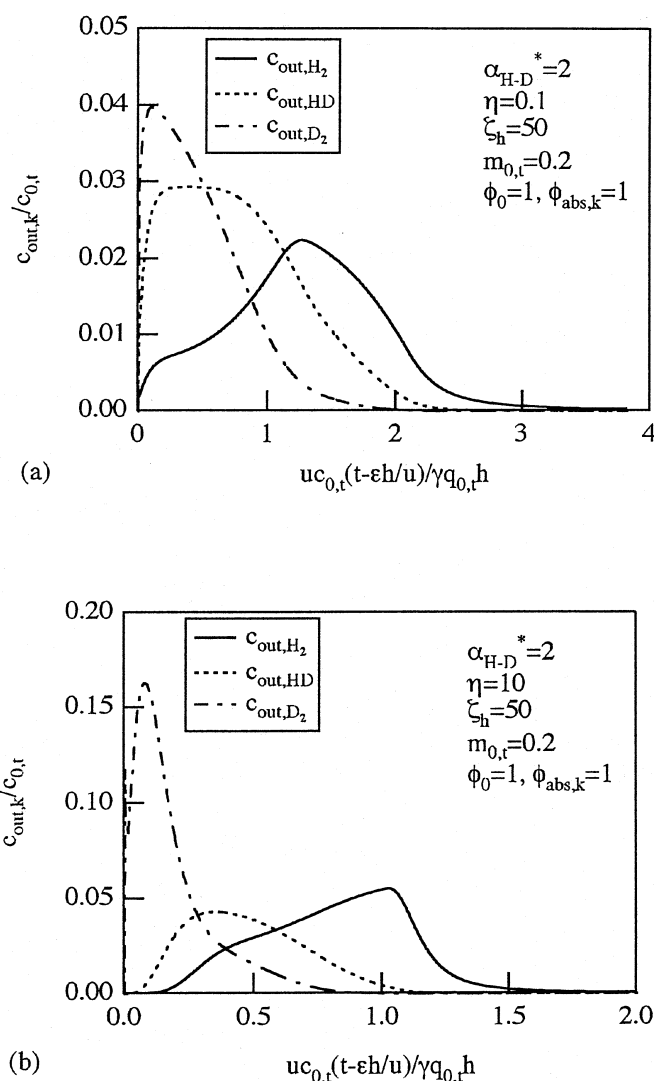 0.05
0.04
0.03
0.02
0.01
0.00
c_out,k/c_0,t
c_out,H₂
c_out,HD
c_out,D₂
α_H-D*=2
η=0.1
ζ_h=50
m_0,t=0.2
ϕ_0=1, ϕ_abs,k=1
0 1 2 3 4
(a)
uc_0,t(t-εh/u)/γq_0,th
0.20
0.15
0.10
0.05
0.00
c_out,k/c_0,t
c_out,H₂
c_out,HD
c_out,D₂
α_H-D*=2
η=10
ζ_h=50
m_0,t=0.2
ϕ_0=1, ϕ_abs,k=1
0.0 0.5 1.0 1.5 2.0
(b)
uc_0,t(t-εh/u)/γq_0,th